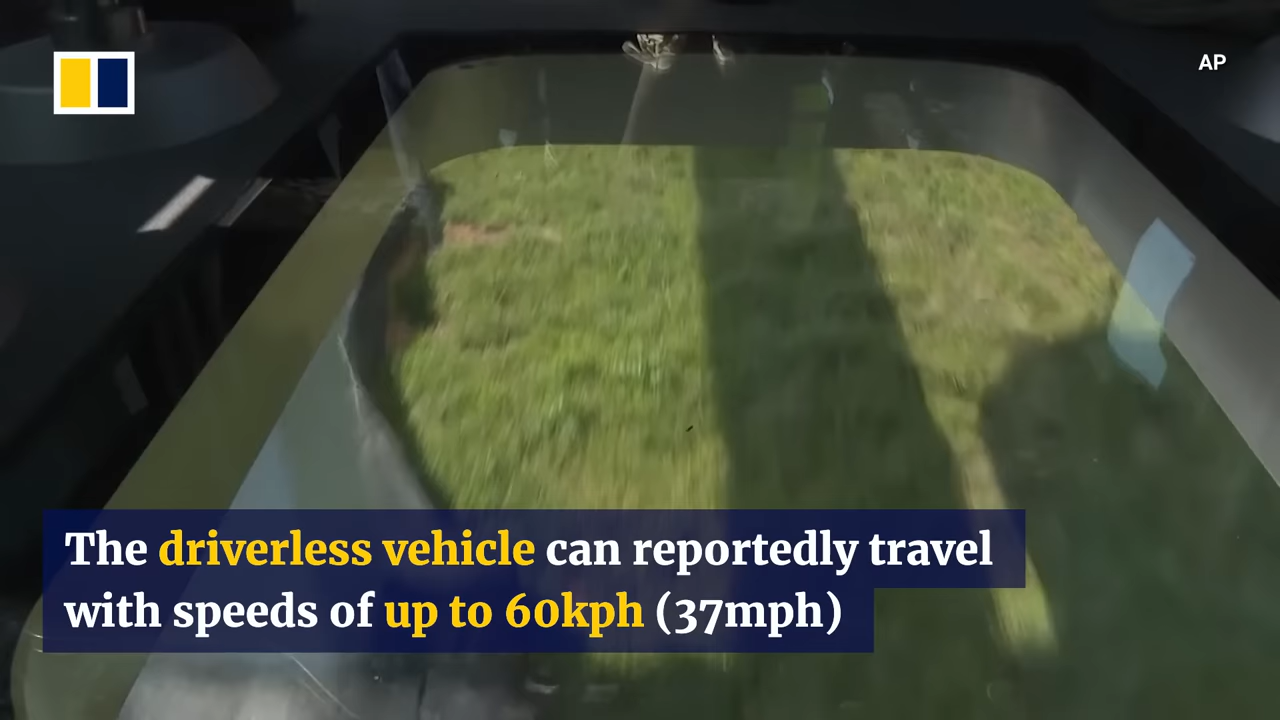 AP
The driverless vehicle can reportedly travel
with speeds of up to 60kph (37mph)